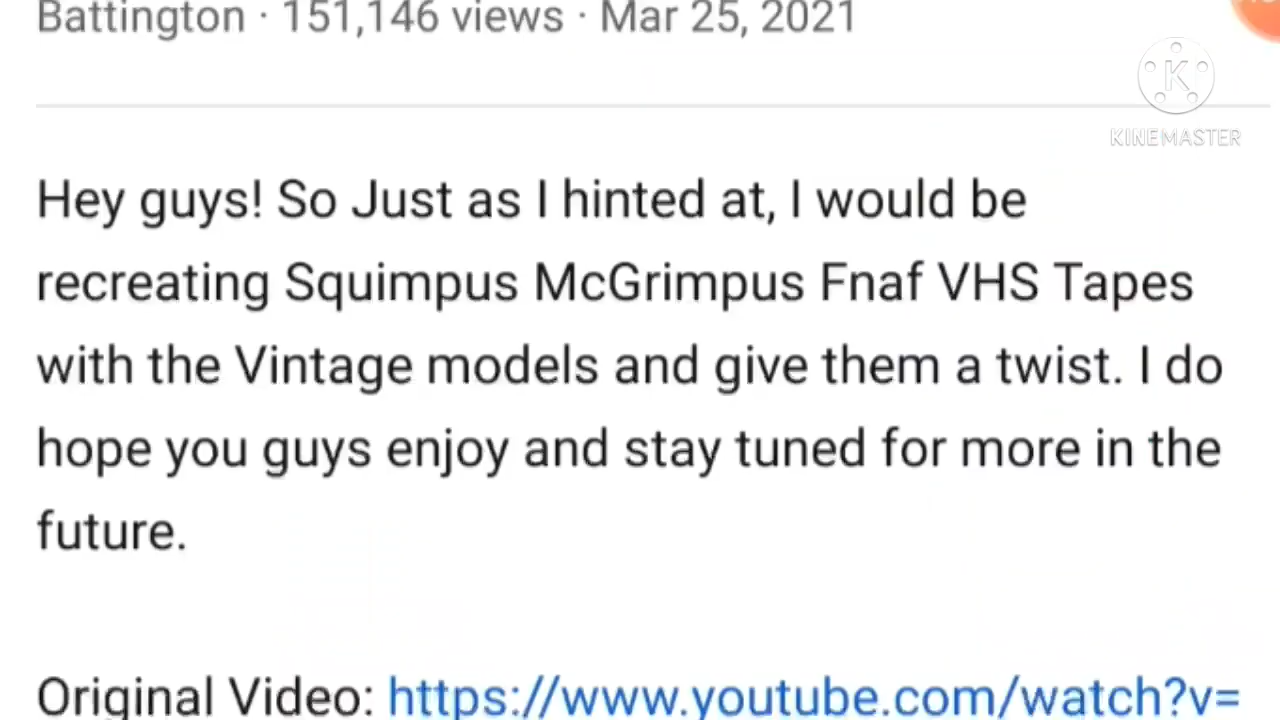 Battington · 151,146 views · Mar 25, 2021
K
KINEMASTER
Hey guys! So Just as I hinted at, I would be
recreating Squimpus McGrimpus Fnaf VHS Tapes
with the Vintage models and give them a twist. I do
hope you guys enjoy and stay tuned for more in the
future.
Original Video: https://www.youtube.com/watch?v=